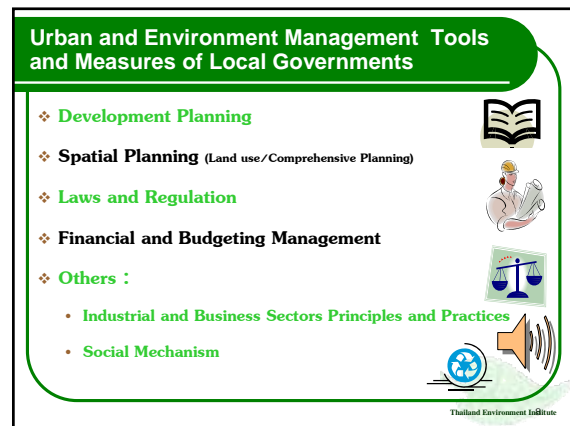 Urban and Environment Management Tools
and Measures of Local Governments
❖ Development Planning
❖ Spatial Planning (Land use/Comprehensive Planning)
❖ Laws and Regulation
❖ Financial and Budgeting Management
❖ Others :
• Industrial and Business Sectors Principles and Practices
• Social Mechanism
Thailand Environment Institute
8